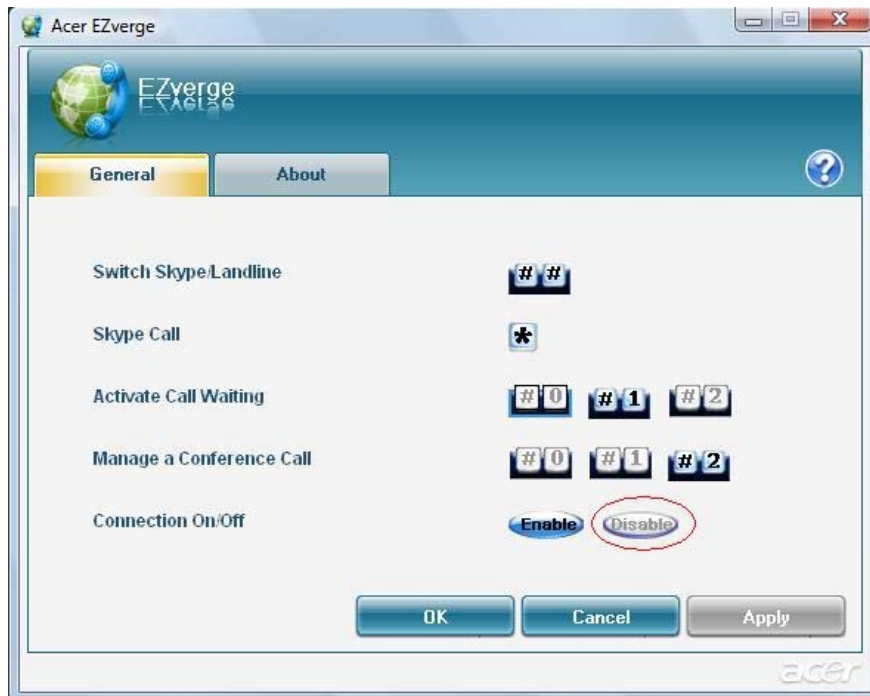 Acer EZverge
EZverge
General About
Switch Skype/Landline # #
Skype Call *
Activate Call Waiting # 0 # 1 # 2
Manage a Conference Call # 0 # 1 # 2
Connection On/Off Enable Disable
OK Cancel Apply
acer